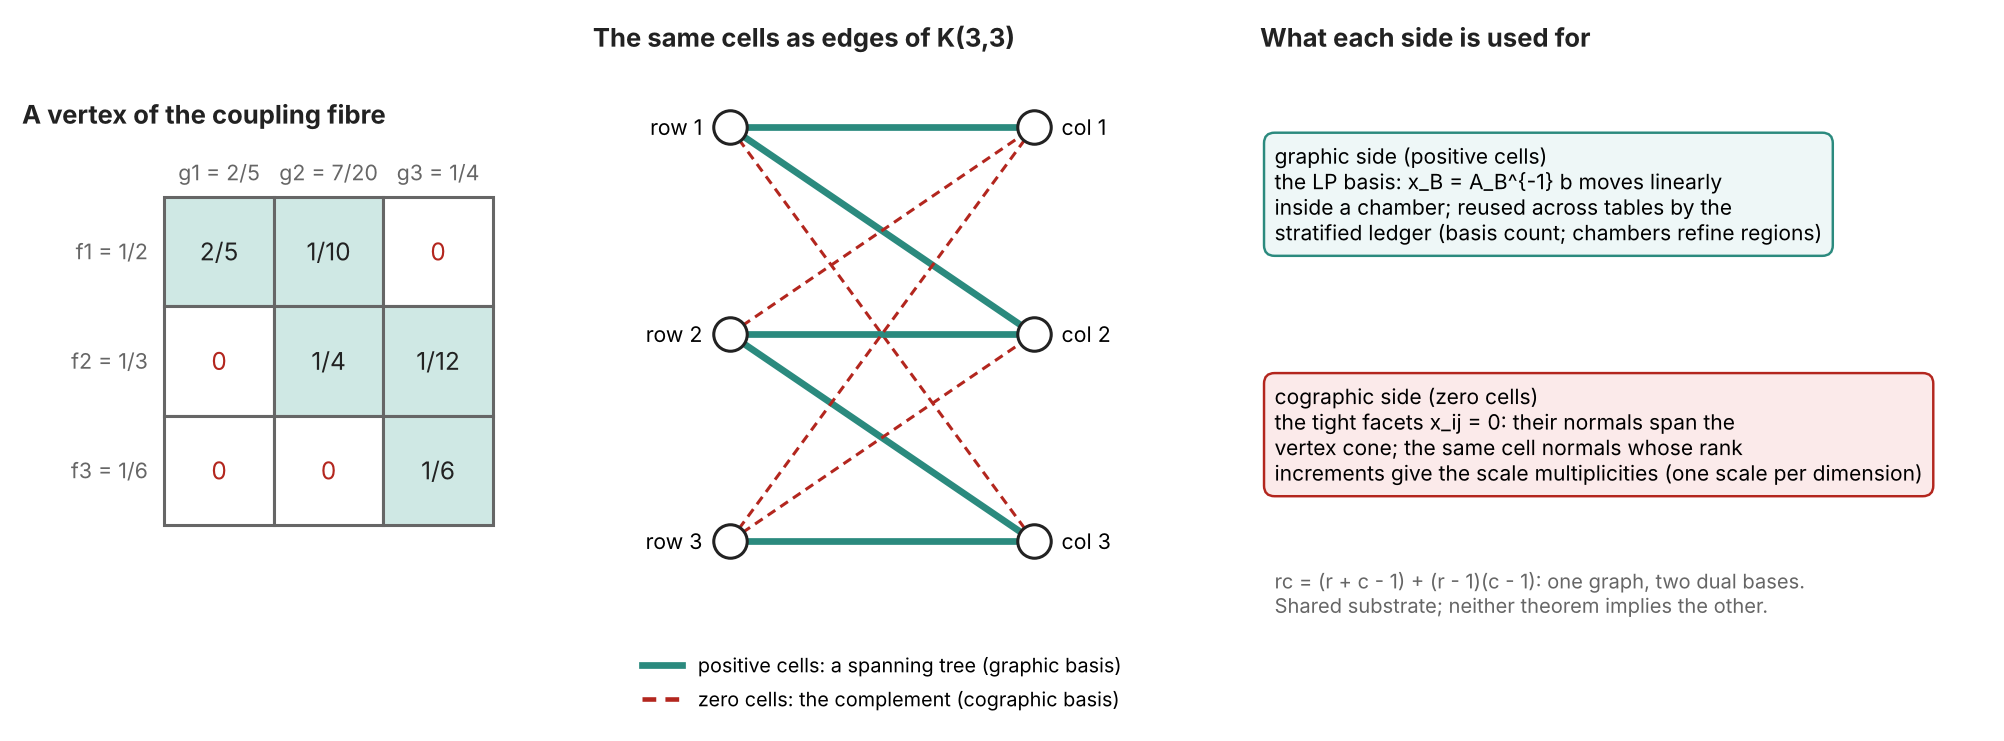 The same cells as edges of K(3,3)
What each side is used for
A vertex of the coupling fibre
g1 = 2/5 g2 = 7/20 g3 = 1/4
f1 = 1/2 2/5 1/10 0
f2 = 1/3 0 1/4 1/12
f3 = 1/6 0 0 1/6
row 1 col 1
row 2 col 2
row 3 col 3
positive cells: a spanning tree (graphic basis)
zero cells: the complement (cographic basis)
graphic side (positive cells)
the LP basis: x_B = A_B^{-1} b moves linearly
inside a chamber; reused across tables by the
stratified ledger (basis count; chambers refine regions)
cographic side (zero cells)
the tight facets x_ij = 0: their normals span the
vertex cone; the same cell normals whose rank
increments give the scale multiplicities (one scale per dimension)
rc = (r + c - 1) + (r - 1)(c - 1): one graph, two dual bases.
Shared substrate; neither theorem implies the other.